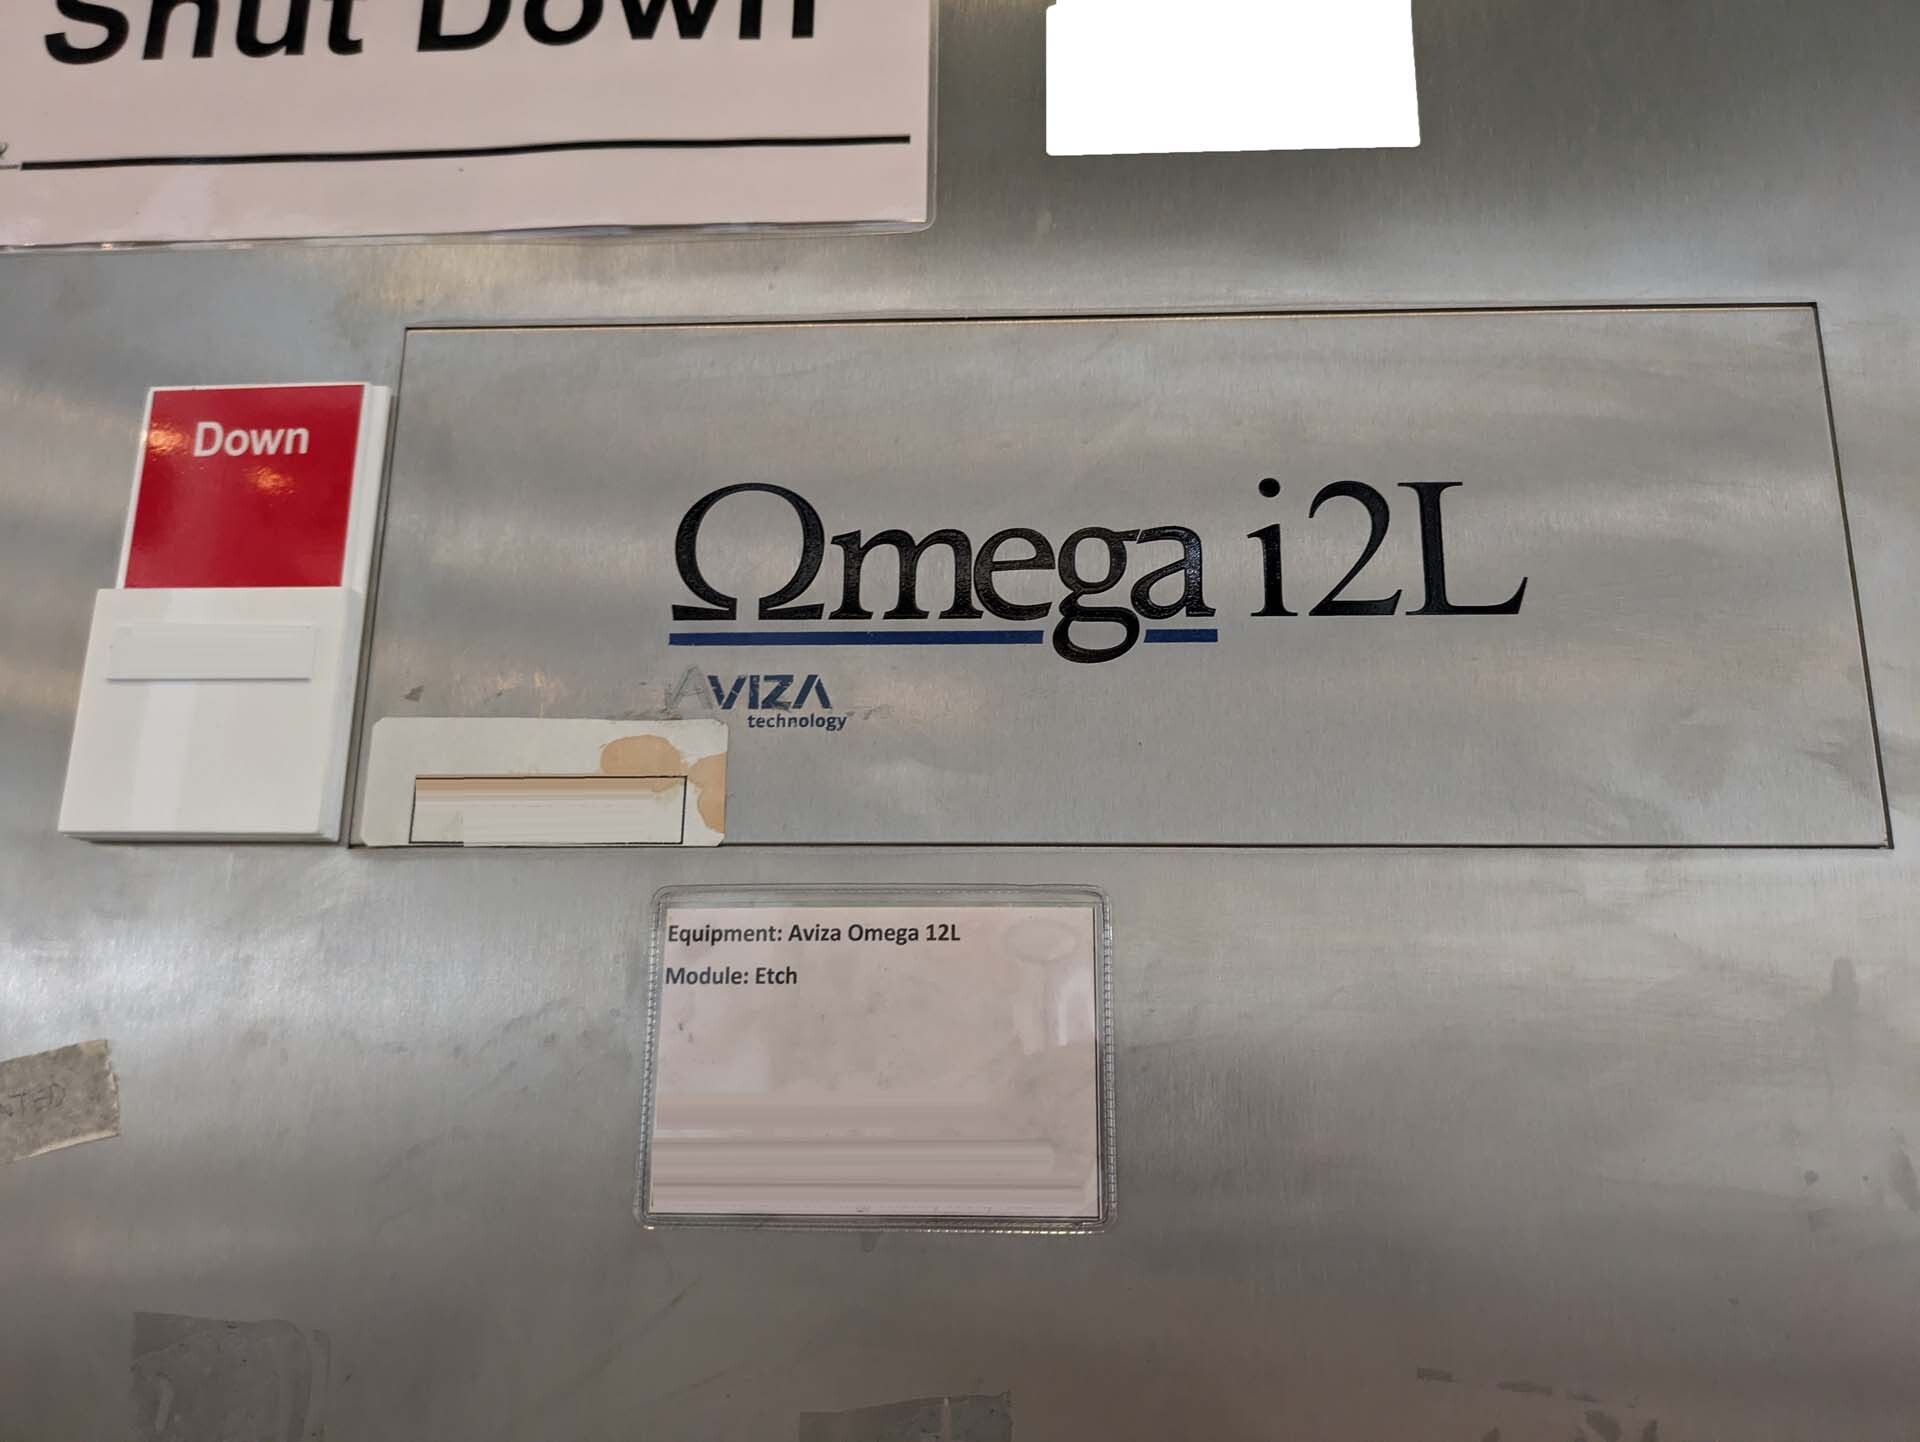 Shut Down
Down
Ωmega i2L
AVIZA
technology
Equipment: Aviza Omega 12L
Module: Etch